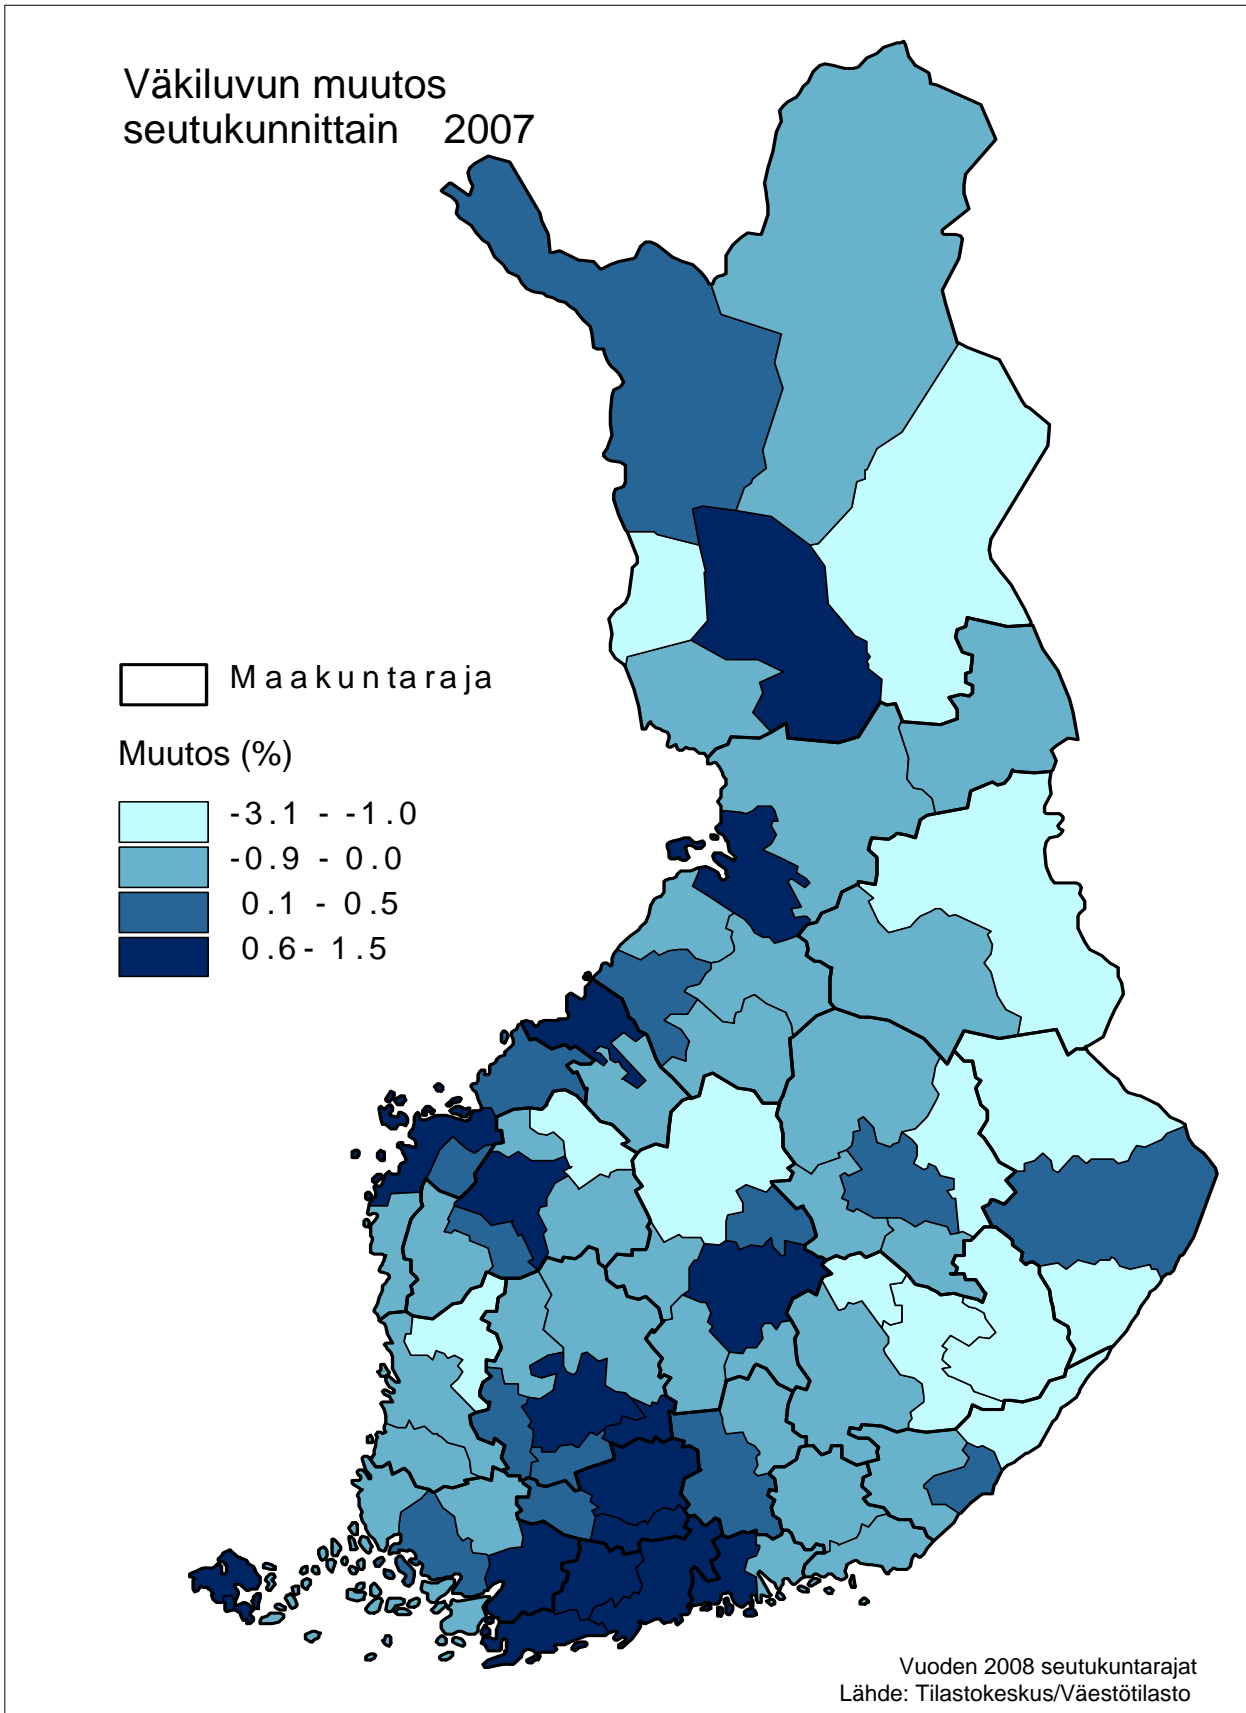 Väkiluvun muutos
seutukunnittain 2007
Maakuntaraja
Muutos (%)
-3.1 - -1.0
-0.9 - 0.0
0.1 - 0.5
0.6- 1.5
Vuoden 2008 seutukuntarajat
Lähde: Tilastokeskus/Väestötilasto